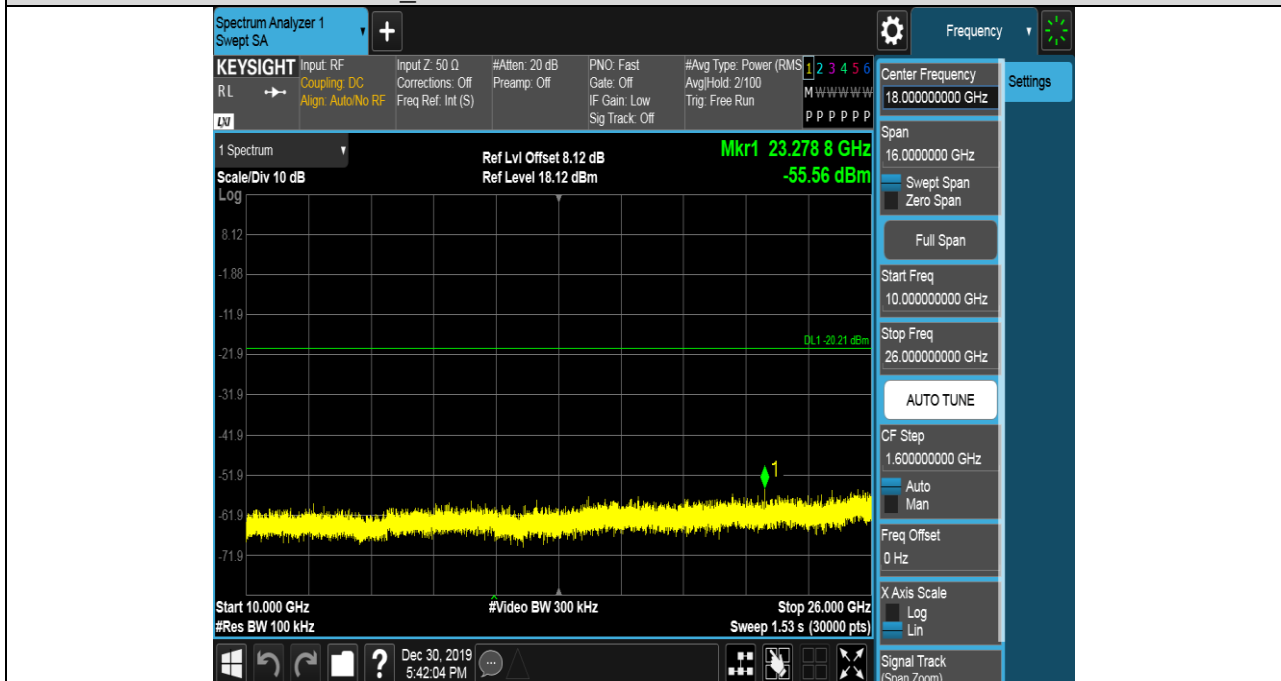 Spectrum Analyzer 1
Swept SA
+
Frequency
KEYSIGHT
RL
LXI
Input: RF
Coupling: DC
Align: Auto/No RF
Input Z: 50 Ω
Corrections: Off
Freq Ref: Int (S)
#Atten: 20 dB
Preamp: Off
PNO: Fast
Gate: Off
IF Gain: Low
Sig Track: Off
#Avg Type: Power (RMS
Avg|Hold: 2/100
Trig: Free Run
1 2 3 4 5 6
M W W W W W
P P P P P P
1 Spectrum
Scale/Div 10 dB
Ref Lvl Offset 8.12 dB
Ref Level 18.12 dBm
Mkr1 23.278 8 GHz
-55.56 dBm
Log
8.12
-1.88
-11.9
-21.9
-31.9
-41.9
-51.9
-61.9
-71.9
DL1 -20.21 dBm
1
Start 10.000 GHz
#Res BW 100 kHz
#Video BW 300 kHz
Stop 26.000 GHz
Sweep 1.53 s (30000 pts)
?
Dec 30, 2019
5:42:04 PM
Center Frequency
18.000000000 GHz
Span
16.0000000 GHz
Swept Span
Zero Span
Full Span
Start Freq
10.000000000 GHz
Stop Freq
26.000000000 GHz
AUTO TUNE
CF Step
1.600000000 GHz
Auto
Man
Freq Offset
0 Hz
X Axis Scale
Log
Lin
Signal Track
(Span Zoom)
Settings